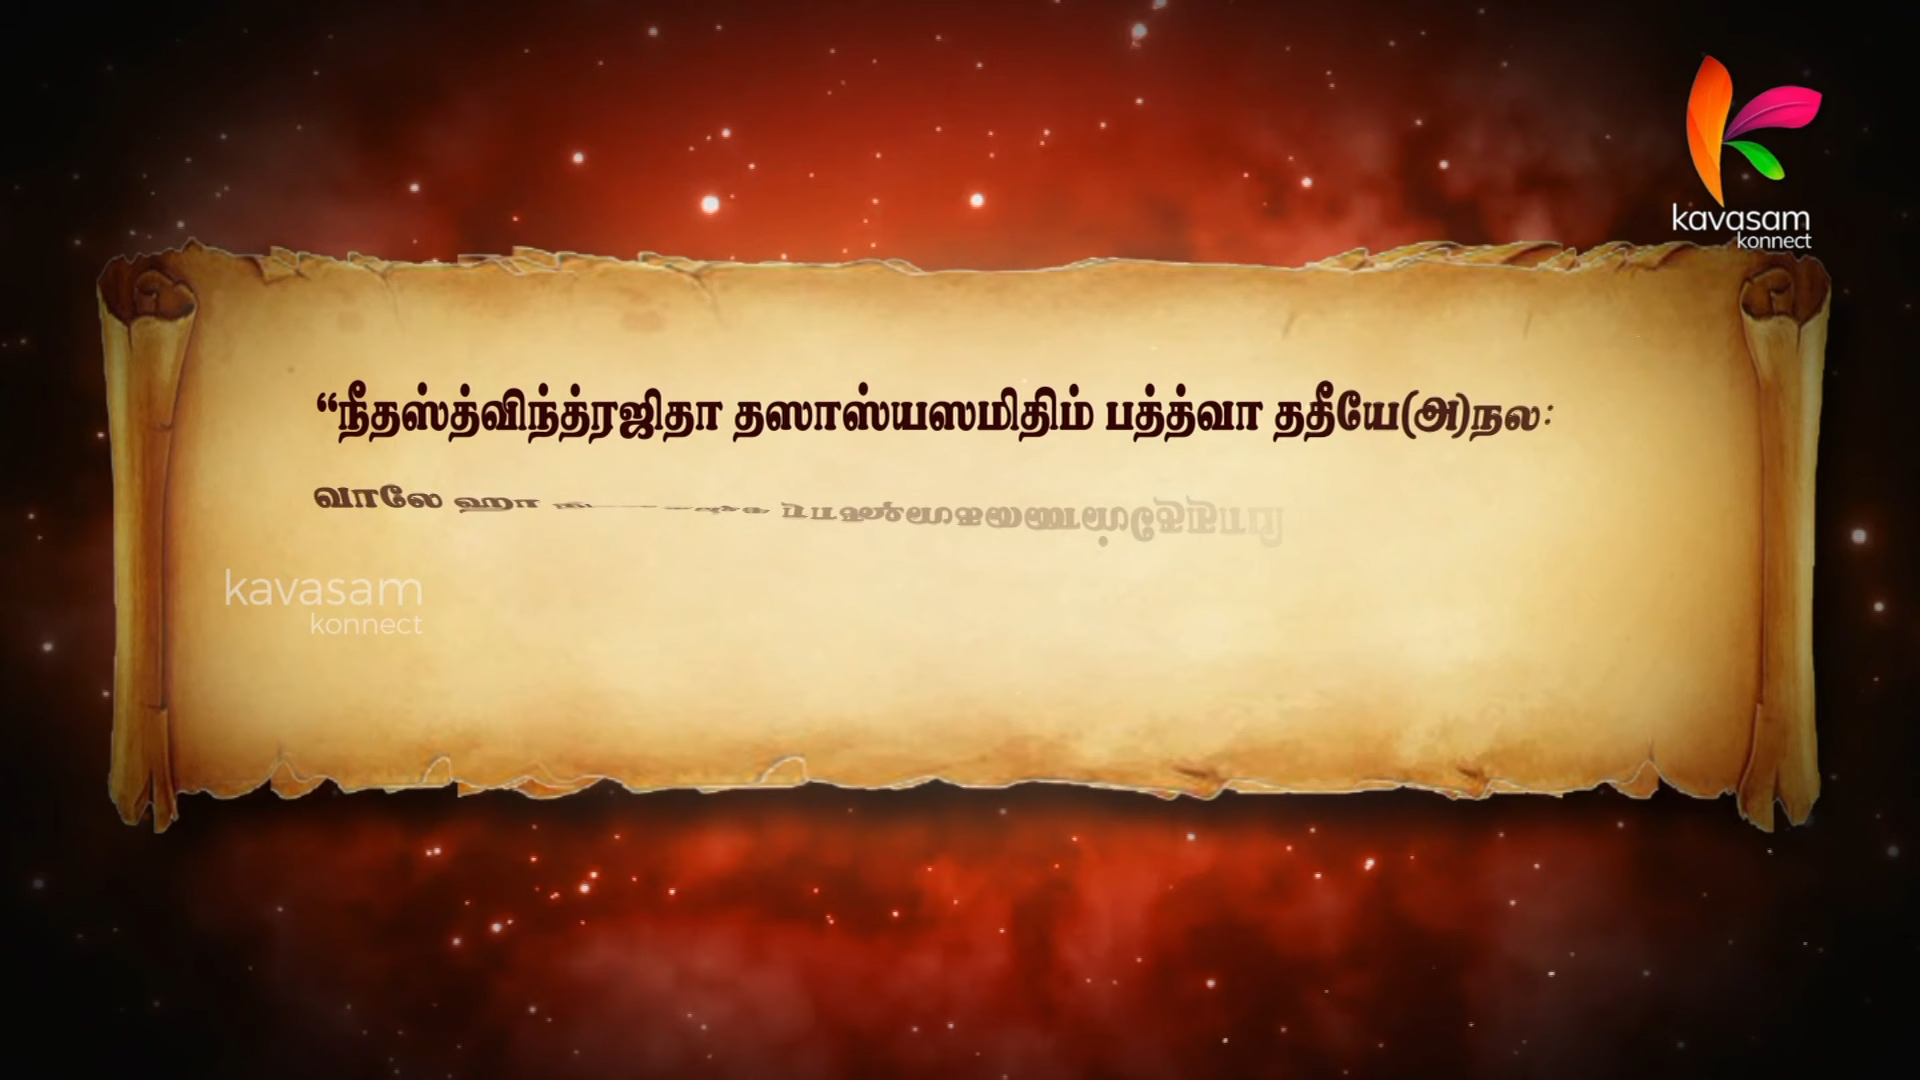 kavasam
konnect
“நீதஸ்த்விந்த்ரஜிதா தஸாஸ்யஸமிதிம் பத்த்வா ததீயே(அ)நல:
வாலே ஹா
kavasam
konnect